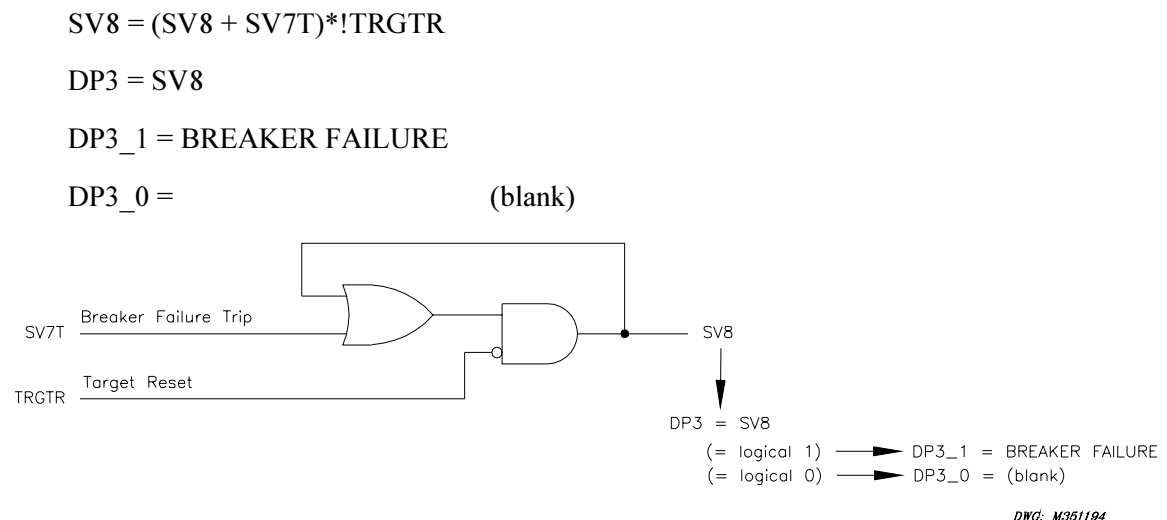 SV8 = (SV8 + SV7T)*!TRGTR
DP3 = SV8
DP3_1 = BREAKER FAILURE
DP3_0 = (blank)
SV7T Breaker Failure Trip
SV8
TRGTR Target Reset
DP3 = SV8
(= logical 1) DP3_1 = BREAKER FAILURE
(= logical 0) DP3_0 = (blank)
DWG: M351194